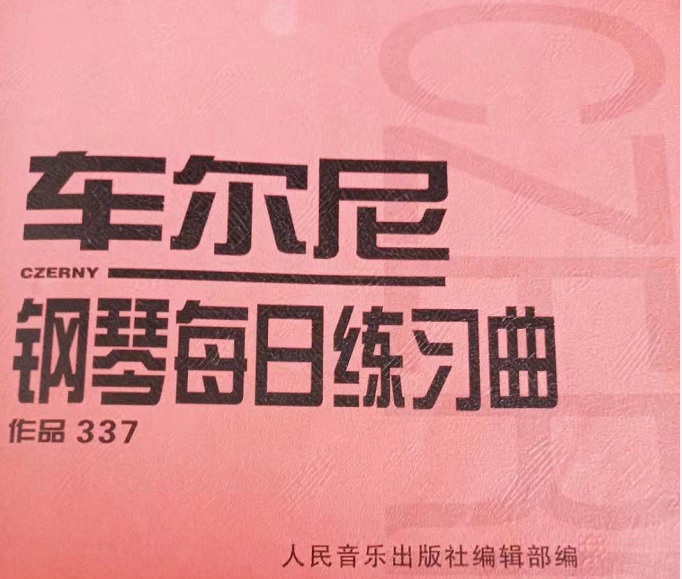 车尔尼
CZERNY
钢琴每日练习曲
作品 337
人民音乐出版社编辑部编